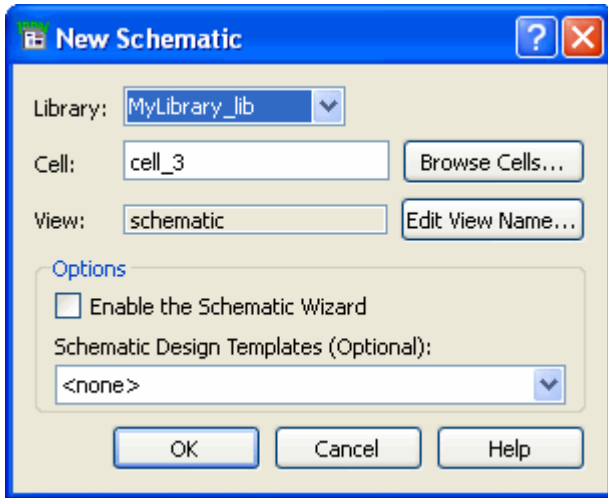 New Schematic
Library: MyLibrary_lib
Cell: cell_3 Browse Cells...
View: schematic Edit View Name...
Options
Enable the Schematic Wizard
Schematic Design Templates (Optional):
<none>
OK Cancel Help